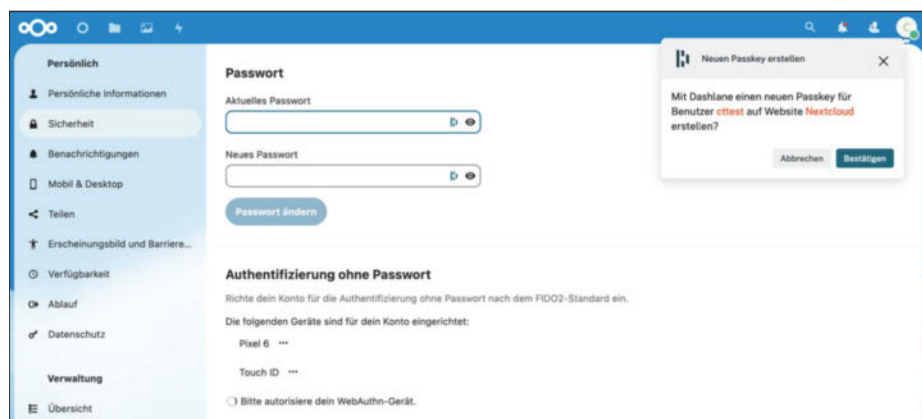 Persönlich
Persönliche Informationen
Sicherheit
Benachrichtigungen
Mobil & Desktop
Teilen
Erscheinungsbild und Barriere...
Verfügbarkeit
Ablauf
Datenschutz
Verwaltung
Übersicht
Passwort
Aktuelles Passwort
Neues Passwort
Passwort ändern
Authentifizierung ohne Passwort
Richte dein Konto für die Authentifizierung ohne Passwort nach dem FIDO2-Standard ein.
Die folgenden Geräte sind für dein Konto eingerichtet:
Pixel 6 ···
Touch ID ···
Bitte autorisiere dein WebAuthn-Gerät.
Neuen Passkey erstellen
Mit Dashlane einen neuen Passkey für
Benutzer cttest auf Website Nextcloud
erstellen?
Abbrechen Bestätigen